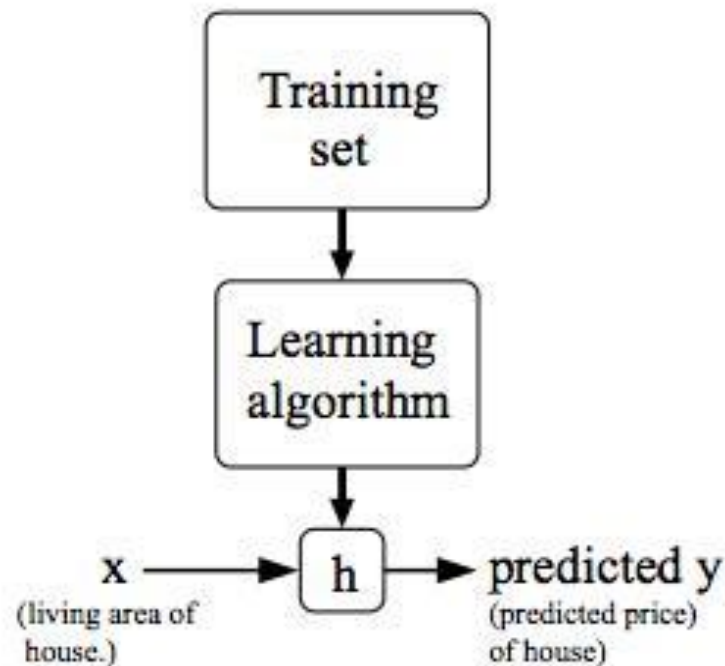 Training
set
Learning
algorithm
x
h
predicted y
(living area of
house.)
(predicted price)
of house)